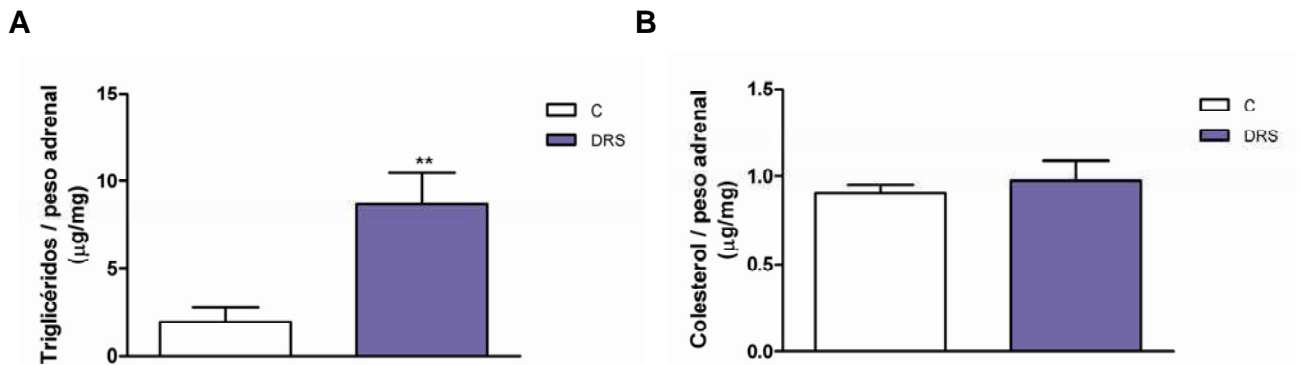 A
Triglicéridos / peso adrenal
(µg/mg)
15
10
5
0
**
C
DRS
B
Colesterol / peso adrenal
(µg/mg)
1.5
1.0
0.5
0.0
C
DRS